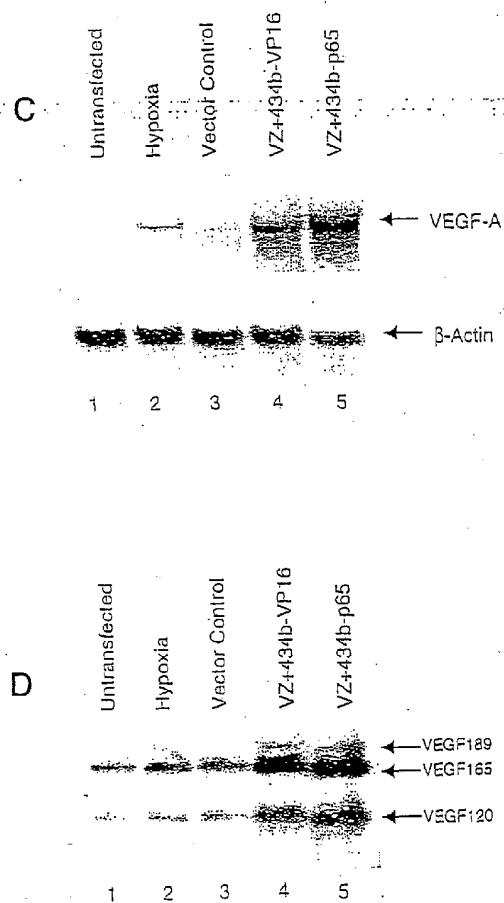 C
Untransfected
Hypoxia
Vector Control
VZ+434b-VP16
VZ+434b-p65
VEGF-A
β-Actin
1 2 3 4 5
D
Untransfected
Hypoxia
Vector Control
VZ+434b-VP16
VZ+434b-p65
VEGF189
VEGF165
VEGF120
1 2 3 4 5